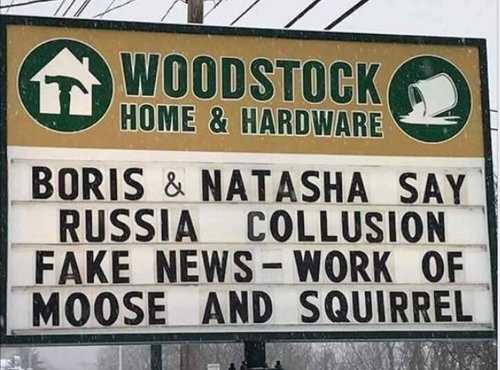 WOODSTOCK
HOME & HARDWARE
BORIS & NATASHA SAY
RUSSIA COLLUSION
FAKE NEWS - WORK OF
MOOSE AND SQUIRREL